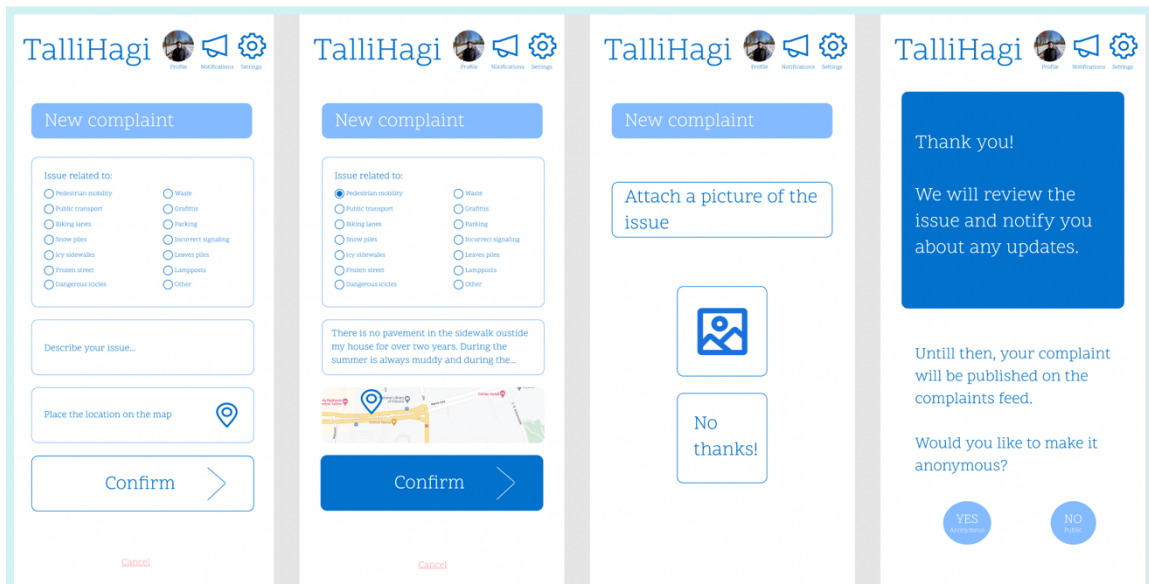 TalliHagi
Profile
Notifications
Settings
New complaint
Issue related to:
Pedestrian mobility
Public transport
Biking lanes
Snow piles
Icy sidewalks
Frozen street
Dangerous icicles
Waste
Grafittis
Parking
Incorrect signaling
Leaves piles
Lampposts
Other
Describe your issue...
Place the location on the map
Confirm
Cancel
TalliHagi
Profile
Notifications
Settings
New complaint
Issue related to:
Pedestrian mobility
Public transport
Biking lanes
Snow piles
Icy sidewalks
Frozen street
Dangerous icicles
Waste
Grafittis
Parking
Incorrect signaling
Leaves piles
Lampposts
Other
There is no pavement in the sidewalk oustide
my house for over two years. During the
summer is always muddy and during the...
Confirm
Cancel
TalliHagi
Profile
Notifications
Settings
New complaint
Attach a picture of the
issue
No
thanks!
TalliHagi
Profile
Notifications
Settings
Thank you!
We will review the
issue and notify you
about any updates.
Untill then, your complaint
will be published on the
complaints feed.
Would you like to make it
anonymous?
YES
Anonymous
NO
Public